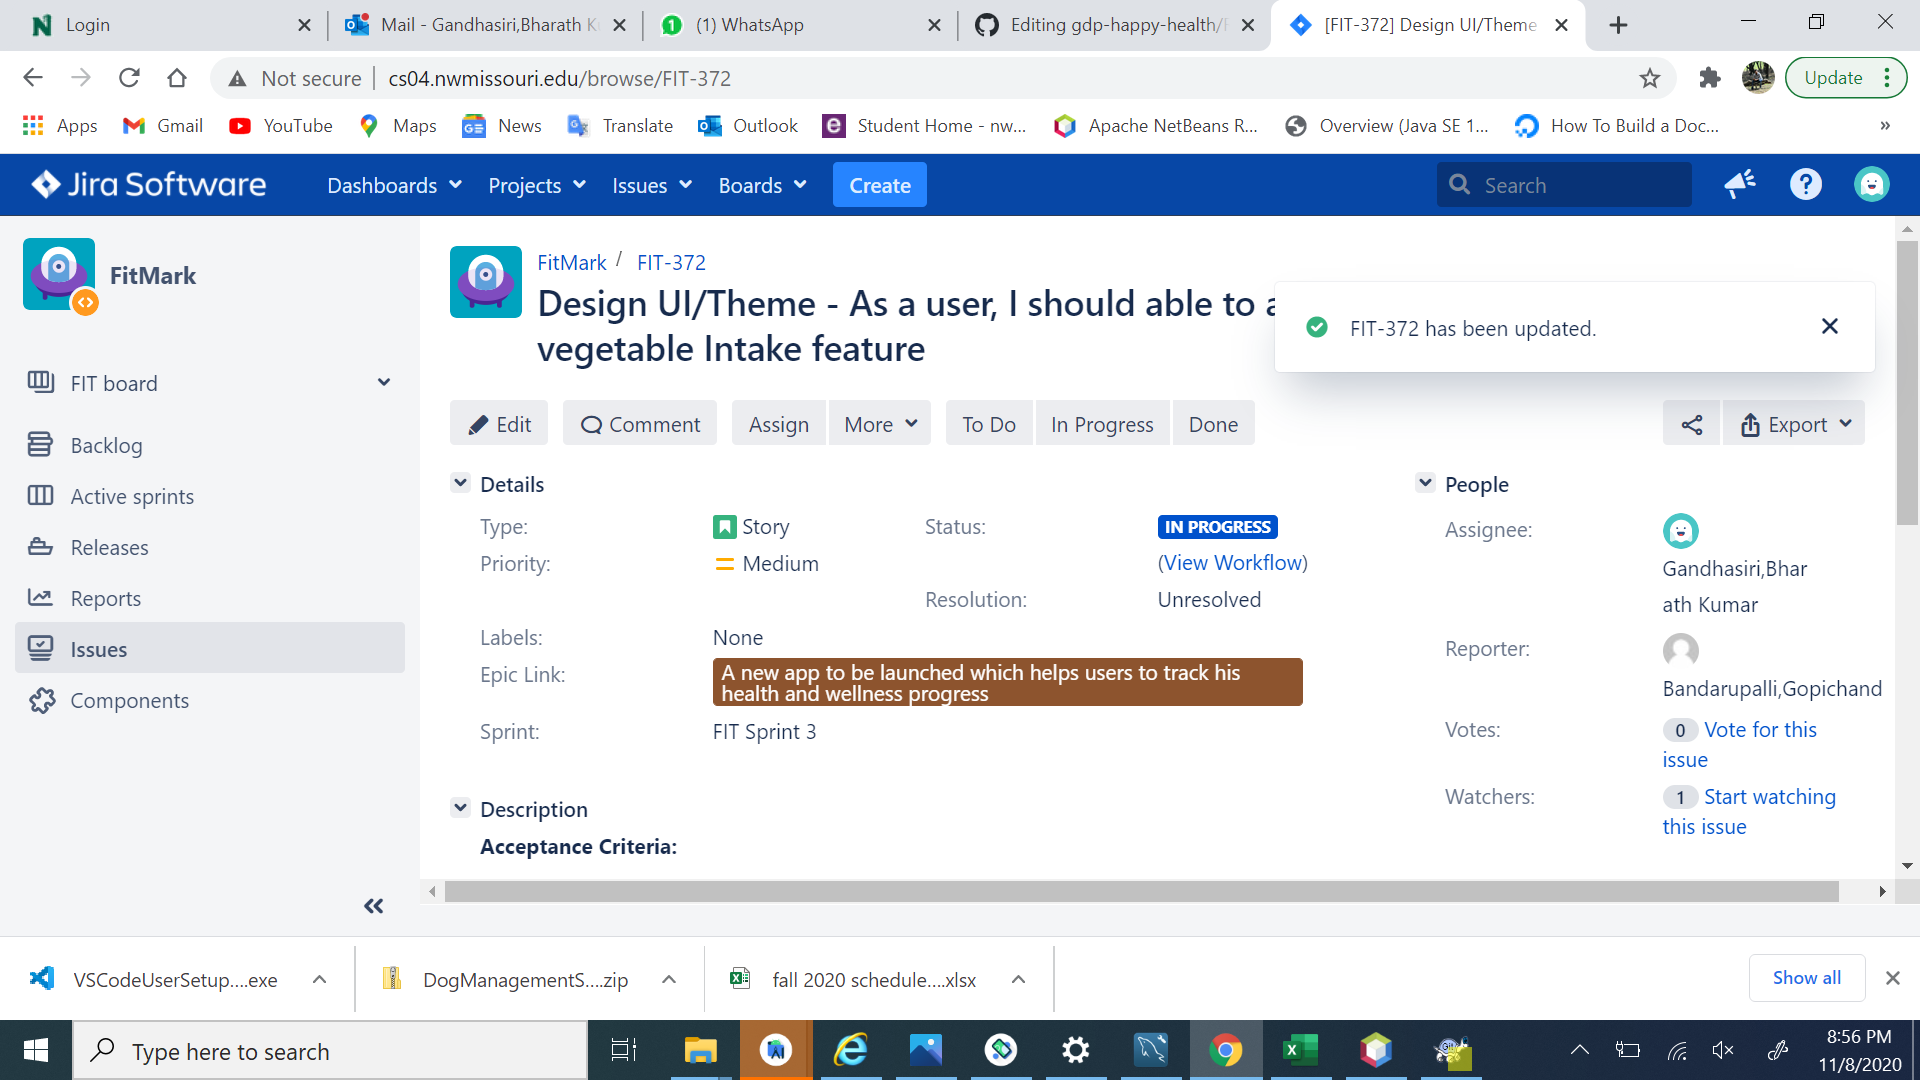 Login
Mail - Gandhasiri,Bharath K
(1) WhatsApp
Editing gdp-happy-health/
[FIT-372] Design UI/Theme
Not secure
cs04.nwmissouri.edu/browse/FIT-372
Update
Apps
Gmail
YouTube
Maps
News
Translate
Outlook
Student Home - nw...
Apache NetBeans R...
Overview (Java SE 1...
How To Build a Doc...
»
Jira Software
Dashboards
Projects
Issues
Boards
Create
Search
FitMark
FIT board
Backlog
Active sprints
Releases
Reports
Issues
Components
FitMark / FIT-372
Design UI/Theme - As a user, I should able to a
vegetable Intake feature
FIT-372 has been updated.
Edit
Comment
Assign
More
To Do
In Progress
Done
Export
Details
Type:
Story
Status:
IN PROGRESS
Priority:
Medium
(View Workflow)
Resolution:
Unresolved
Labels:
None
Epic Link:
A new app to be launched which helps users to track his
health and wellness progress
Sprint:
FIT Sprint 3
People
Assignee:
Gandhasiri,Bhar
ath Kumar
Reporter:
Bandarupalli,Gopichand
Votes:
0 Vote for this
issue
Watchers:
1 Start watching
this issue
Description
Acceptance Criteria:
VSCodeUserSetup....exe
DogManagementS....zip
fall 2020 schedule....xlsx
Show all
Type here to search
8:56 PM
11/8/2020